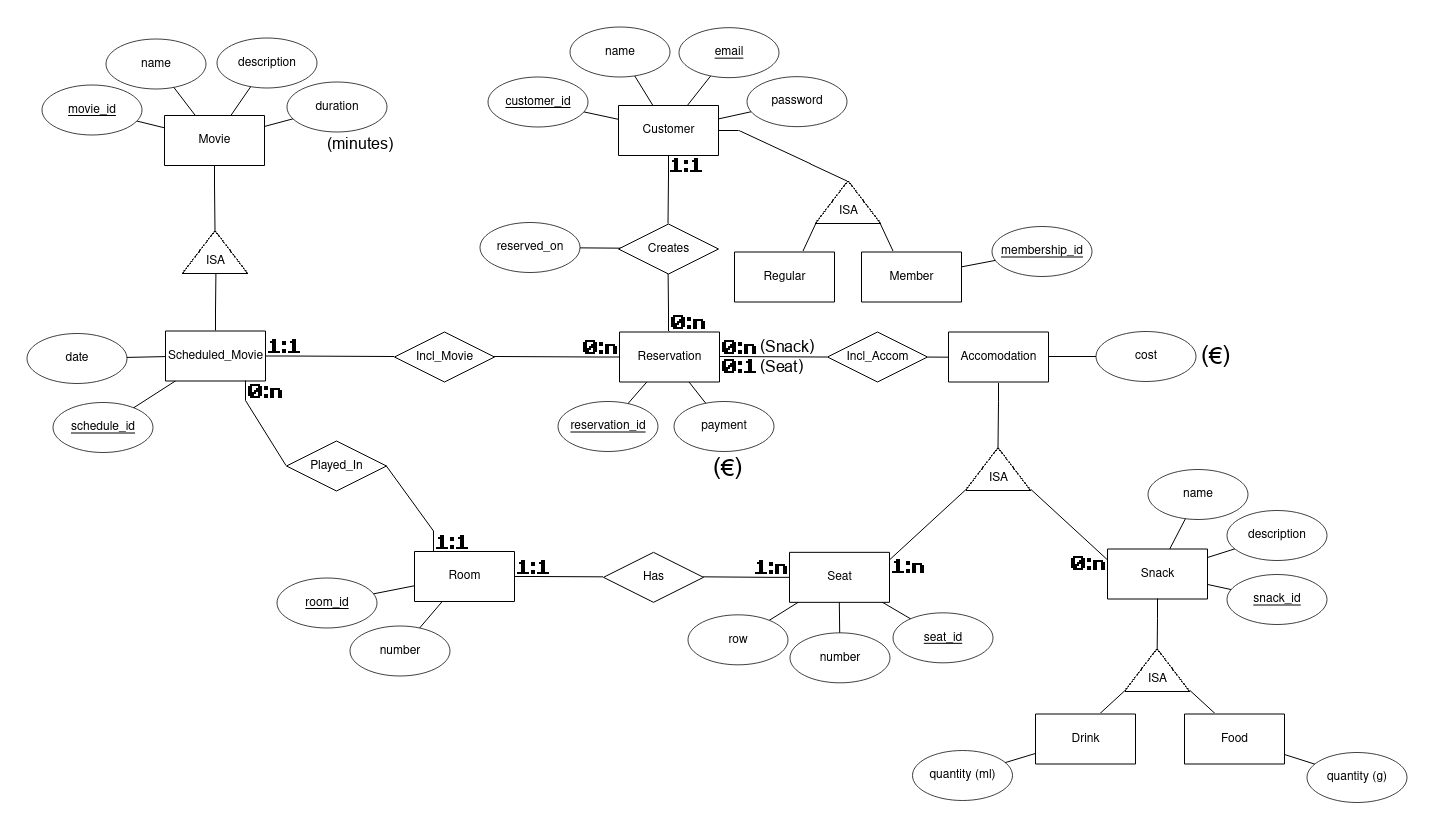 name
description
movie_id
duration
Movie
(minutes)
ISA
date
Scheduled_Movie
1:1
schedule_id
0:n
Incl_Movie
0:n
Played_In
1:1
name
email
customer_id
password
Customer
1:1
ISA
reserved_on
Creates
Regular
Member
membership_id
0:n
Reservation
0:n (Snack)
0:1 (Seat)
Incl_Accom
Accomodation
cost
(€)
reservation_id
payment
(€)
ISA
name
description
Room
1:1
Has
1:n
Seat
1:n
0:n
Snack
snack_id
room_id
number
row
number
seat_id
ISA
Drink
Food
quantity (ml)
quantity (g)